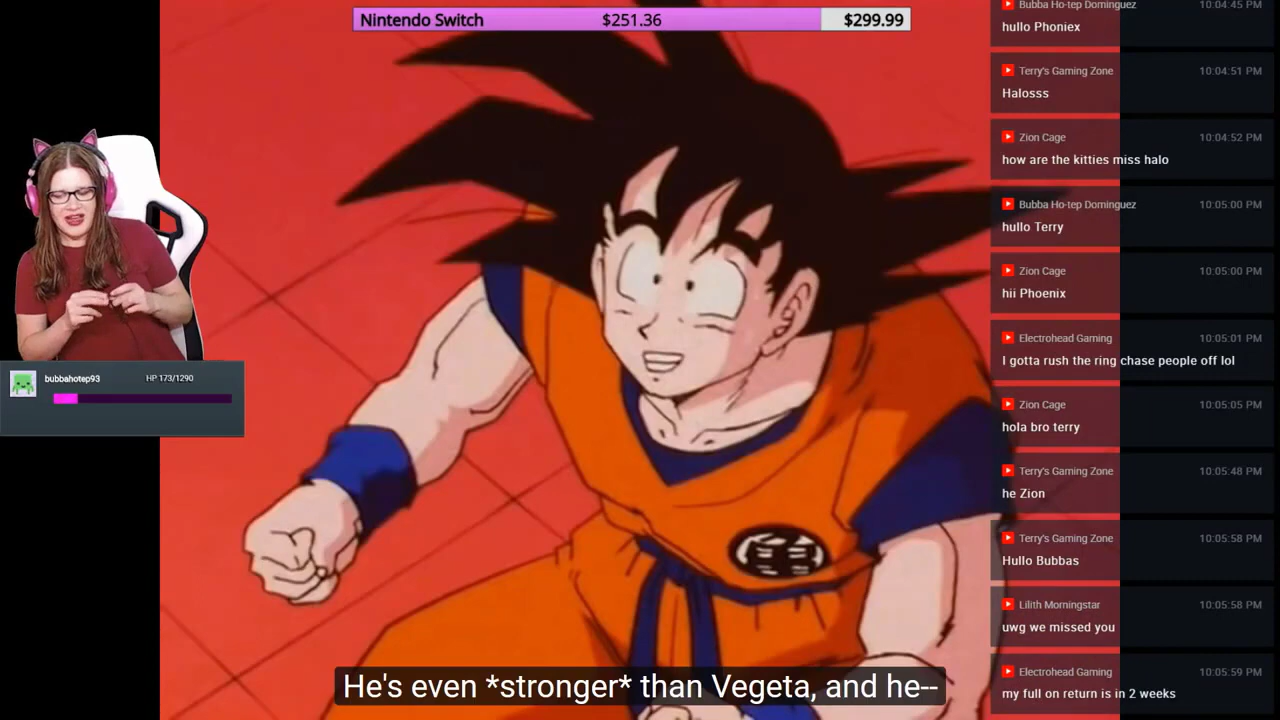 Nintendo Switch $251.36 $299.99
Bubba Ho-tep Dominguez 10:04:45 PM
hullo Phoniex
Terry's Gaming Zone 10:04:51 PM
Halosss
Zion Cage 10:04:52 PM
how are the kitties miss halo
Bubba Ho-tep Dominguez 10:05:00 PM
hullo Terry
Zion Cage 10:05:00 PM
hii Phoenix
Electrohead Gaming 10:05:01 PM
I gotta rush the ring chase people off lol
Zion Cage 10:05:05 PM
hola bro terry
Terry's Gaming Zone 10:05:48 PM
he Zion
Terry's Gaming Zone 10:05:58 PM
Hullo Bubbas
Lilith Morningstar 10:05:58 PM
uwg we missed you
Electrohead Gaming 10:05:59 PM
my full on return is in 2 weeks
bubbahotep93 HP 173/1290
He's even *stronger* than Vegeta, and he--